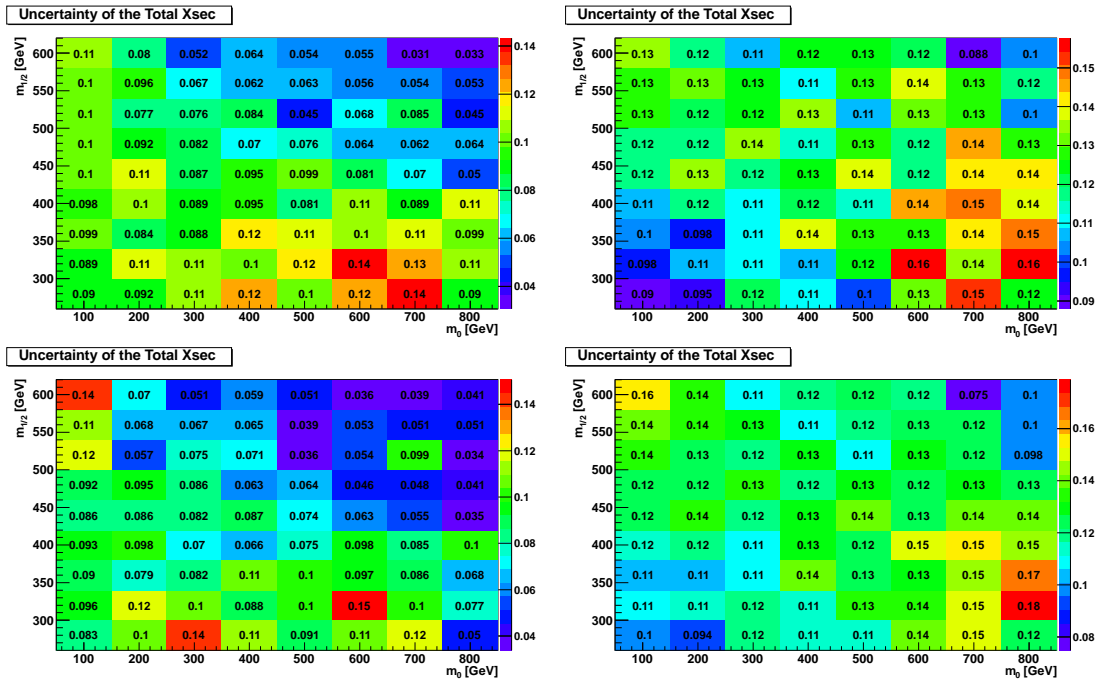 Uncertainty of the Total Xsec
m1/2 [GeV]
600 0.11 0.08 0.052 0.064 0.054 0.055 0.031 0.033 0.14
550 0.1 0.096 0.067 0.062 0.063 0.056 0.054 0.053 0.12
500 0.1 0.077 0.076 0.084 0.045 0.068 0.085 0.045
0.1 0.092 0.082 0.07 0.076 0.064 0.062 0.064 0.1
450 0.1 0.11 0.087 0.095 0.099 0.081 0.07 0.05 0.08
400 0.098 0.1 0.089 0.095 0.081 0.11 0.089 0.11
350 0.099 0.084 0.088 0.12 0.11 0.1 0.11 0.099 0.06
300 0.089 0.11 0.11 0.1 0.12 0.14 0.13 0.11
0.09 0.092 0.11 0.12 0.1 0.12 0.14 0.09 0.04
100 200 300 400 500 600 700 800
m0 [GeV]
Uncertainty of the Total Xsec
m1/2 [GeV]
600 0.13 0.12 0.11 0.12 0.13 0.12 0.088 0.1 0.15
550 0.13 0.13 0.13 0.11 0.13 0.14 0.13 0.12 0.14
500 0.12 0.12 0.12 0.13 0.11 0.13 0.13 0.1
0.12 0.12 0.14 0.11 0.13 0.12 0.14 0.13 0.13
450 0.12 0.13 0.12 0.12 0.14 0.12 0.14 0.14 0.12
400 0.11 0.12 0.11 0.12 0.11 0.14 0.15 0.14
350 0.1 0.098 0.11 0.14 0.13 0.13 0.14 0.15 0.11
300 0.098 0.11 0.11 0.11 0.12 0.16 0.14 0.16 0.1
0.09 0.095 0.12 0.11 0.1 0.13 0.15 0.12 0.09
100 200 300 400 500 600 700 800
m0 [GeV]
Uncertainty of the Total Xsec
m1/2 [GeV]
600 0.14 0.07 0.051 0.059 0.051 0.036 0.039 0.041 0.14
550 0.11 0.068 0.067 0.065 0.039 0.053 0.051 0.051 0.12
500 0.12 0.057 0.075 0.071 0.036 0.054 0.099 0.034
0.092 0.095 0.086 0.063 0.064 0.046 0.048 0.041 0.1
450 0.086 0.086 0.082 0.087 0.074 0.063 0.055 0.035
400 0.093 0.098 0.07 0.066 0.075 0.098 0.085 0.1 0.08
350 0.09 0.079 0.082 0.11 0.1 0.097 0.086 0.068 0.06
300 0.096 0.12 0.1 0.088 0.1 0.15 0.1 0.077
0.083 0.1 0.14 0.11 0.091 0.11 0.12 0.05 0.04
100 200 300 400 500 600 700 800
m0 [GeV]
Uncertainty of the Total Xsec
m1/2 [GeV]
600 0.16 0.14 0.11 0.12 0.12 0.12 0.075 0.1
550 0.14 0.14 0.13 0.11 0.12 0.13 0.12 0.1 0.16
500 0.14 0.13 0.12 0.13 0.11 0.13 0.12 0.098
0.12 0.12 0.13 0.12 0.13 0.12 0.13 0.13 0.14
450 0.12 0.14 0.12 0.12 0.14 0.13 0.14 0.14
400 0.12 0.12 0.11 0.13 0.12 0.15 0.15 0.15 0.12
350 0.11 0.11 0.11 0.14 0.13 0.13 0.15 0.17 0.1
300 0.11 0.11 0.12 0.11 0.13 0.14 0.15 0.18
0.1 0.094 0.12 0.11 0.12 0.14 0.15 0.12 0.08
100 200 300 400 500 600 700 800
m0 [GeV]